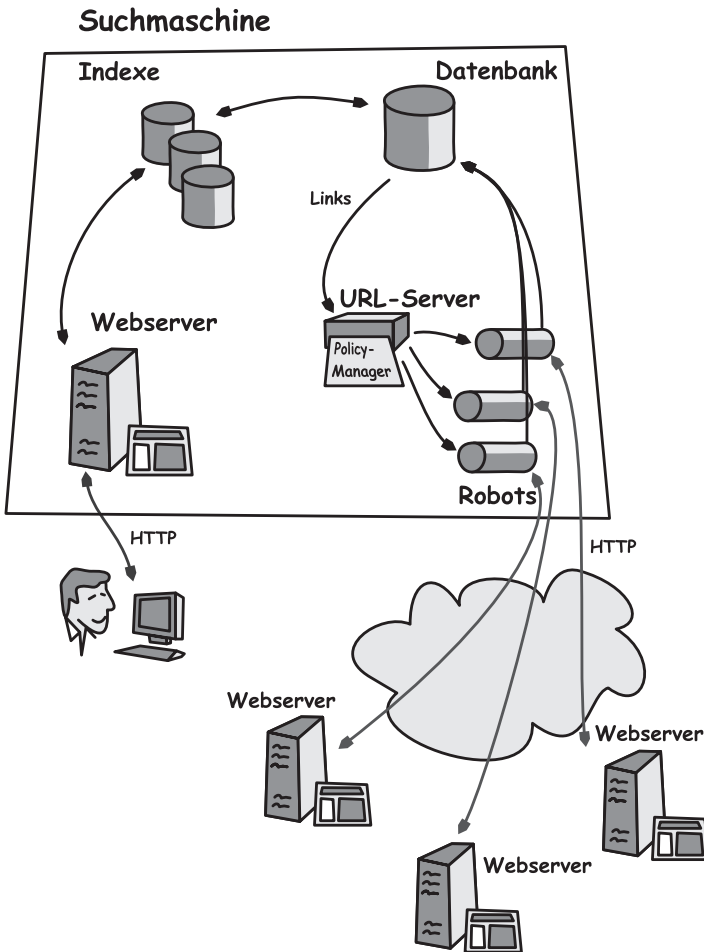 Suchmaschine
Indexe
Datenbank
Links
URL-Server
Policy-
Manager
Webserver
Robots
HTTP
HTTP
Webserver
Webserver
Webserver